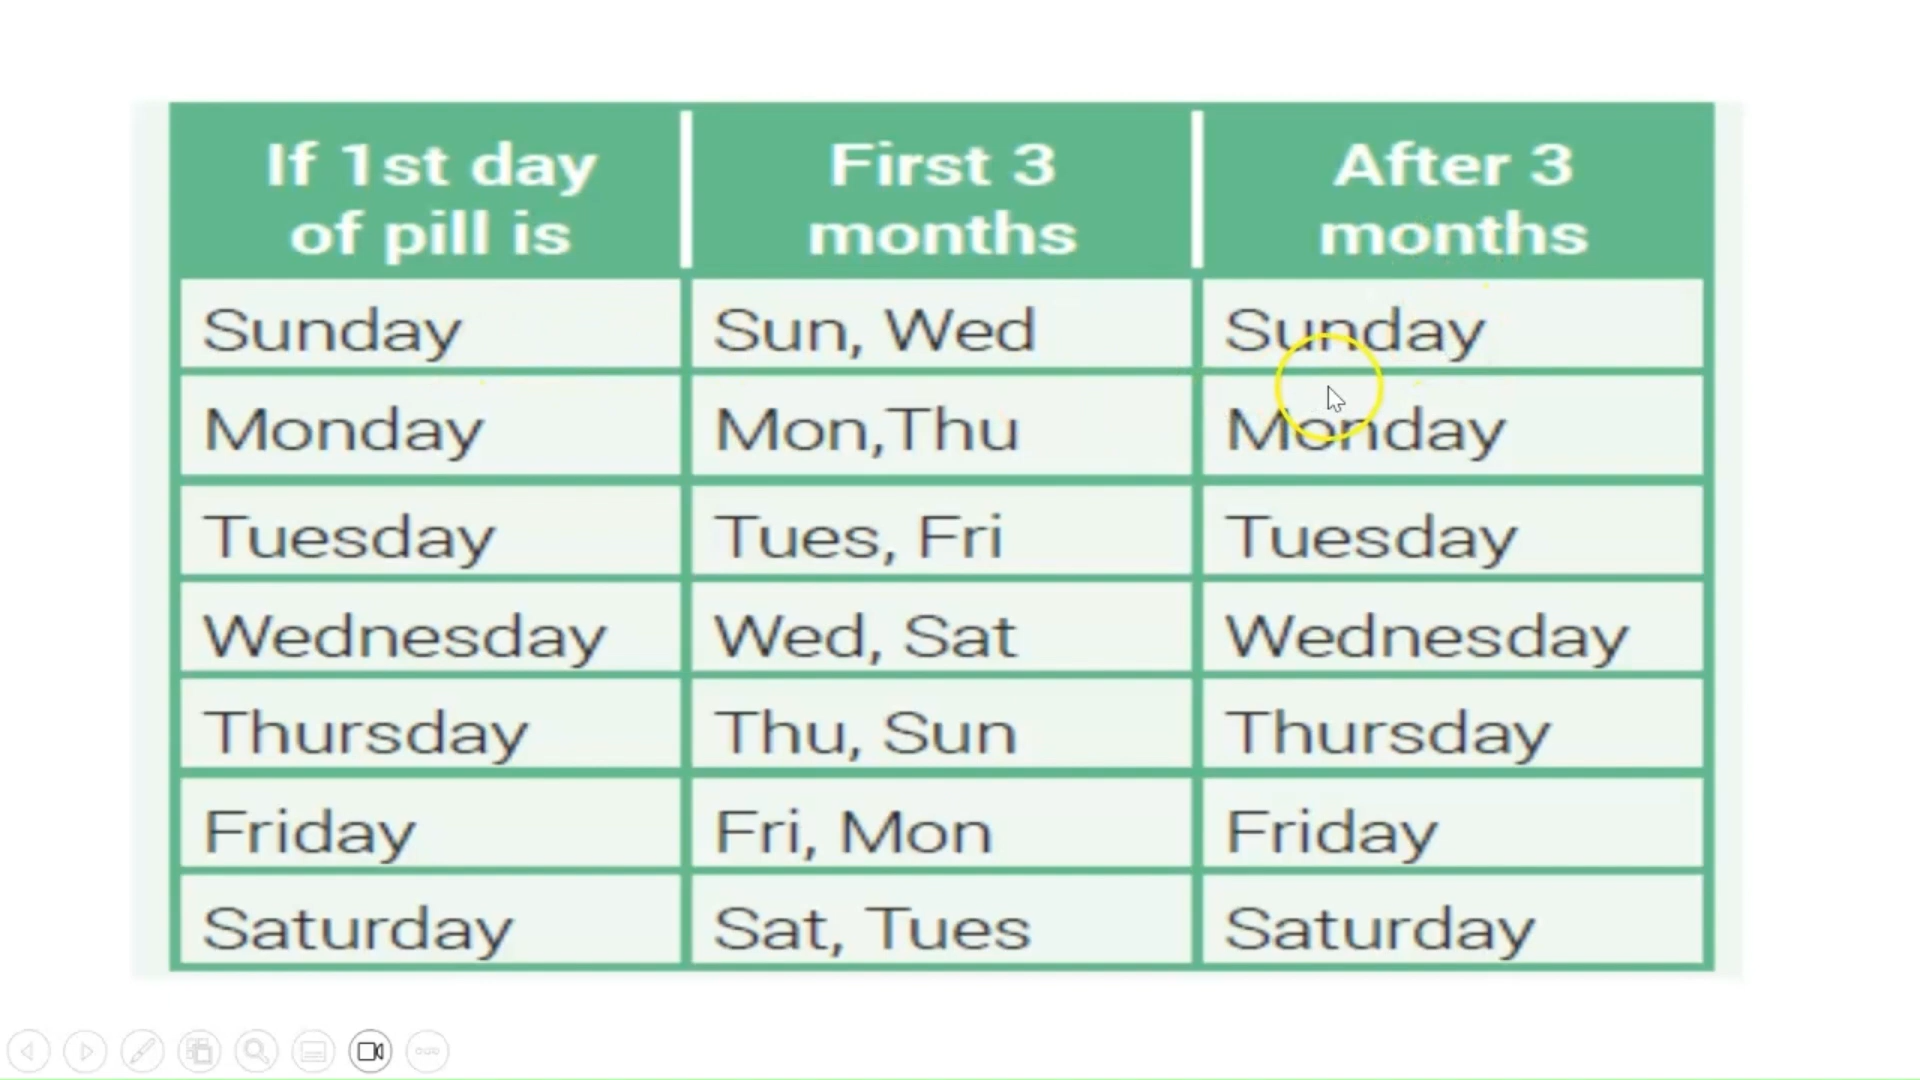 If 1st day of pill is
First 3 months
After 3 months
Sunday
Sun, Wed
Sunday
Monday
Mon,Thu
Monday
Tuesday
Tues, Fri
Tuesday
Wednesday
Wed, Sat
Wednesday
Thursday
Thu, Sun
Thursday
Friday
Fri, Mon
Friday
Saturday
Sat, Tues
Saturday